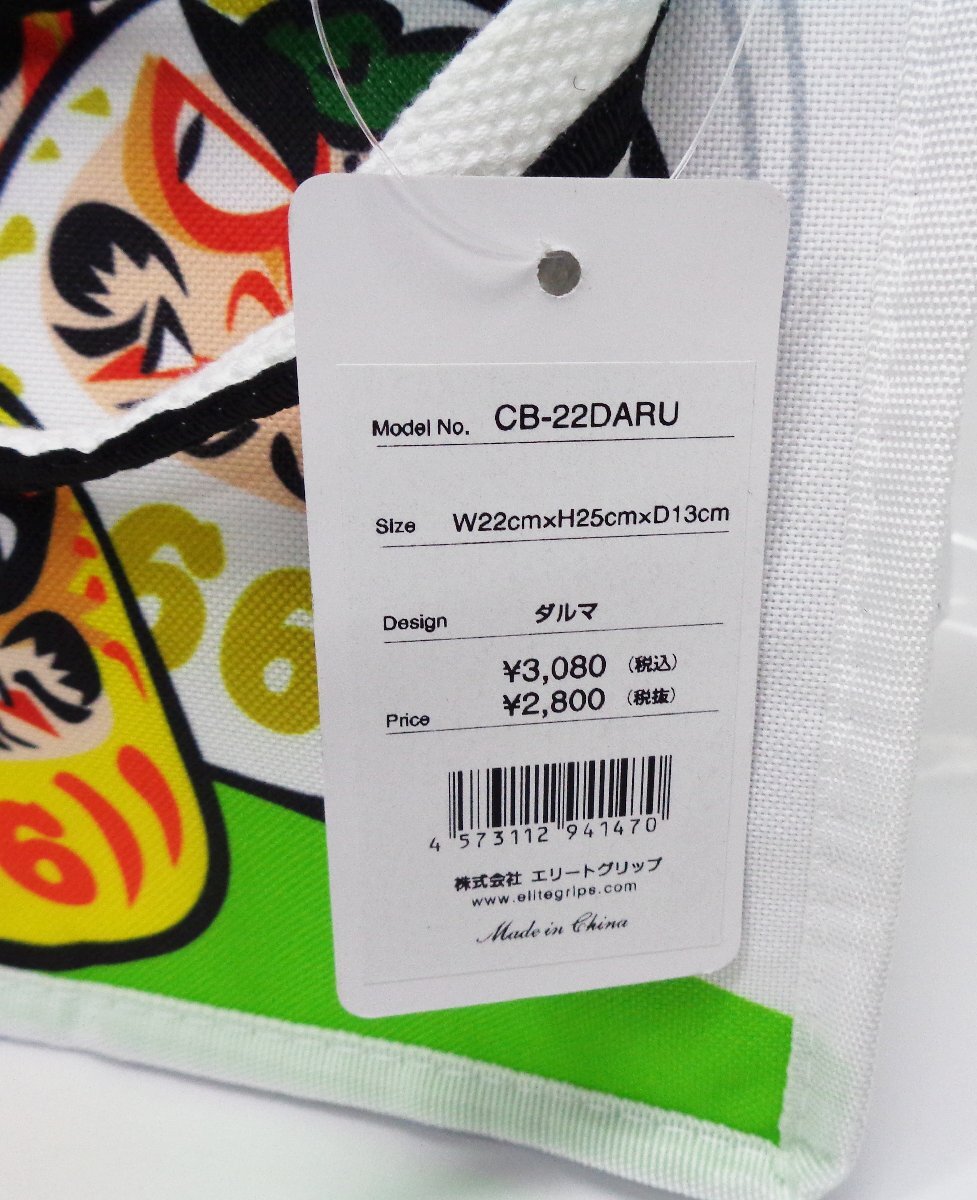 Model No. CB-22DARU
Size W22cm×H25cm×D13cm
Design ダルマ
¥3,080 (税込)
Price ¥2,800 (税抜)
4 573112 941470
株式会社 エリートグリップ
www.elitegrips.com
Made in China
66
6